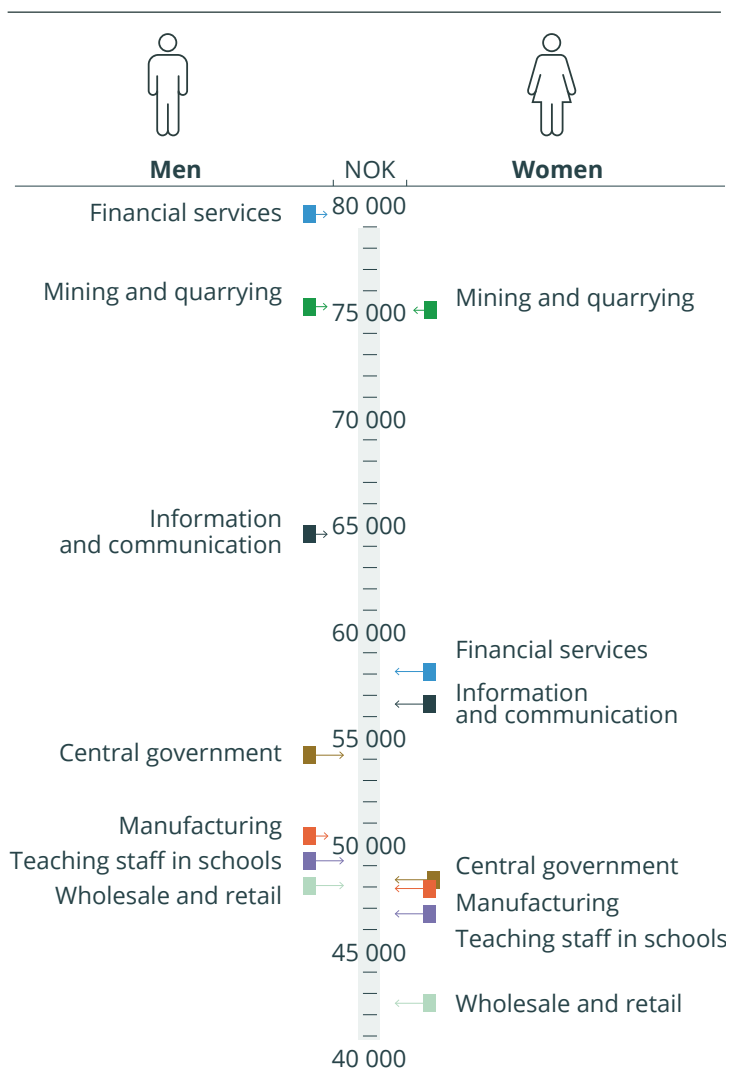 Men NOK Women
80 000
Financial services
Mining and quarrying
Mining and quarrying
75 000
70 000
Information
and communication
65 000
60 000
Financial services
Information
and communication
55 000
Central government
Manufacturing
50 000
Teaching staff in schools
Central government
Wholesale and retail
Manufacturing
Teaching staff in schools
45 000
Wholesale and retail
40 000